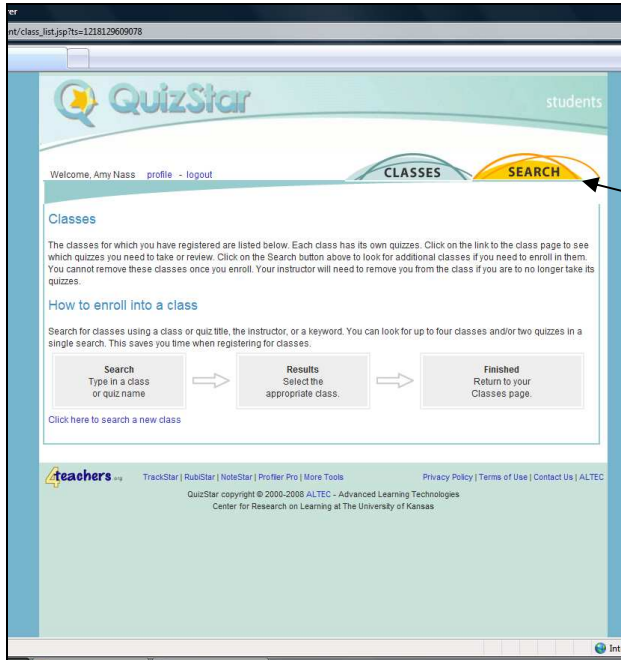 rer
nt/class_list.jsp?ts=1218129609078
QuizStar
students
Welcome, Amy Nass profile - logout
CLASSES
SEARCH
Classes
The classes for which you have registered are listed below. Each class has its own quizzes. Click on the link to the class page to see
which quizzes you need to take or review. Click on the Search button above to look for additional classes if you need to enroll in them.
You cannot remove these classes once you enroll. Your instructor will need to remove you from the class if you are to no longer take its
quizzes.
How to enroll into a class
Search for classes using a class or quiz title, the instructor, or a keyword. You can look for up to four classes and/or two quizzes in a
single search. This saves you time when registering for classes.
Search
Type in a class
or quiz name
Results
Select the
appropriate class.
Finished
Return to your
Classes page.
Click here to search a new class
4teachers.org TrackStar | RubiStar | NoteStar | Profiler Pro | More Tools Privacy Policy | Terms of Use | Contact Us | ALTEC
QuizStar copyright © 2000-2008 ALTEC - Advanced Learning Technologies
Center for Research on Learning at The University of Kansas
Int